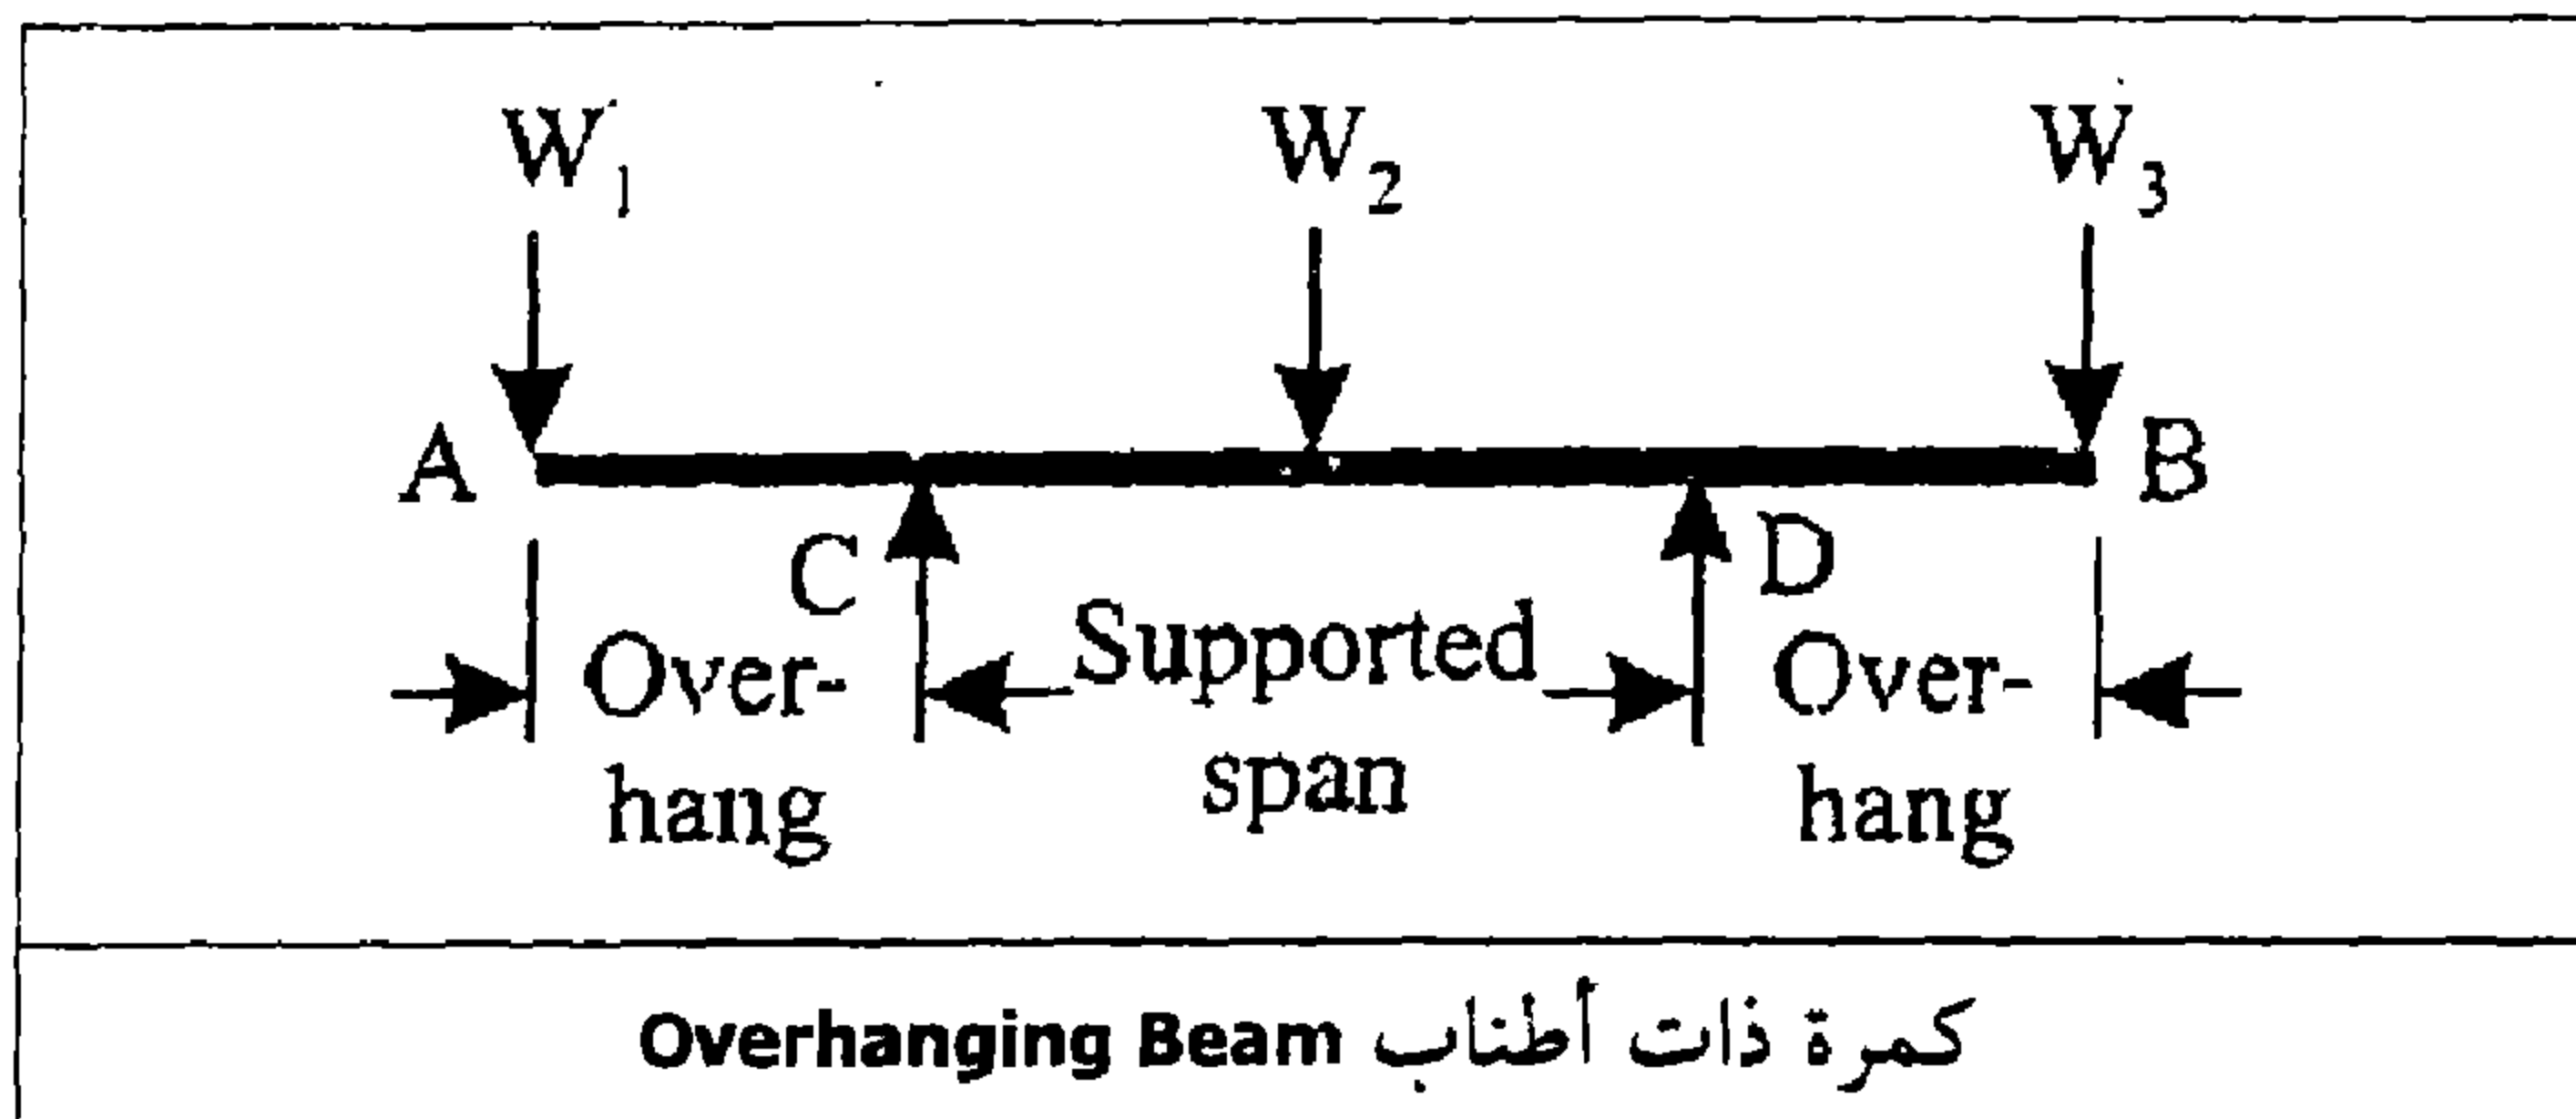 W₁ W₂ W₃
A B
C D
Over- Supported Over-
hang span hang
Overhanging Beam كمرة ذات أطناب